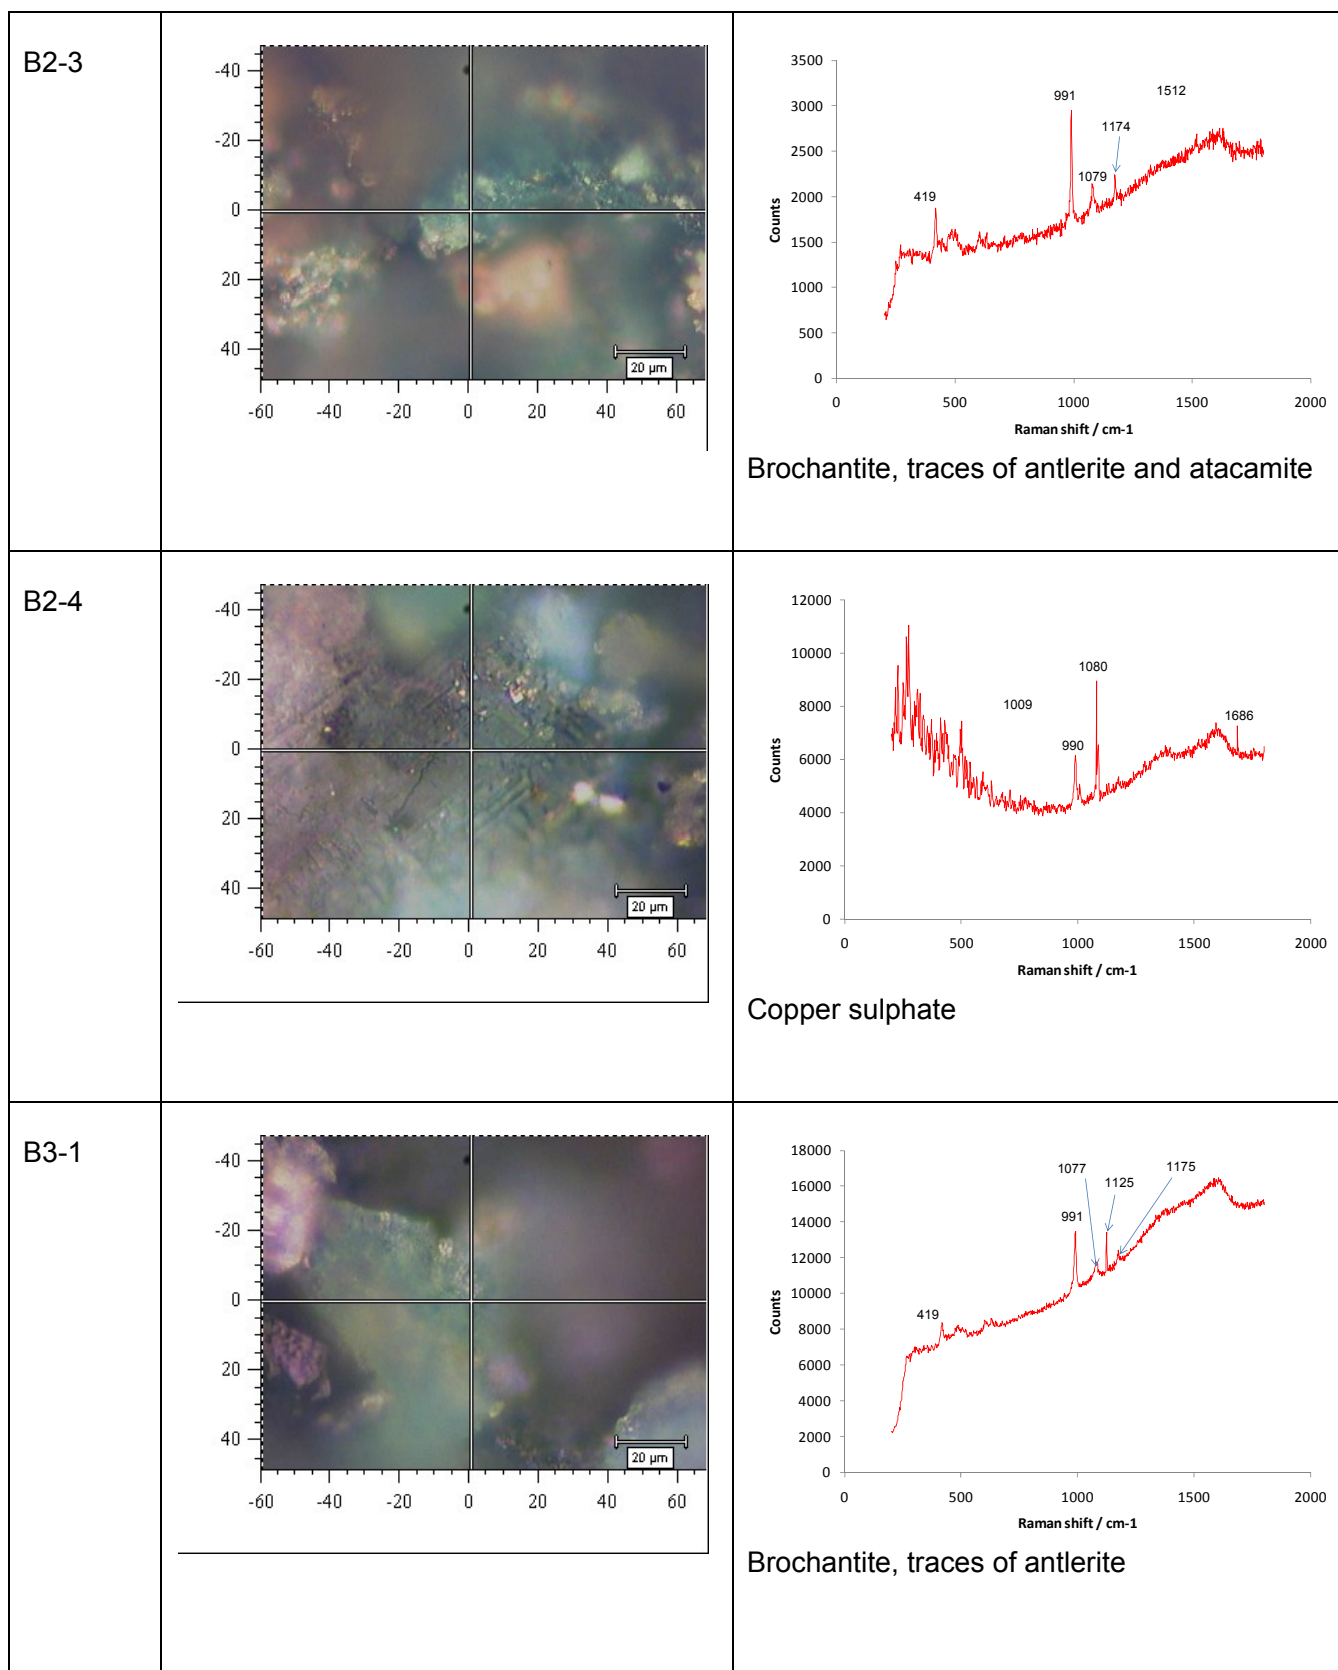 B2-3
-40
-20
0
20
40
20 µm
-60 -40 -20 0 20 40 60
3500
3000
2500
2000
1500
1000
500
0
Counts
991
1512
1174
1079
419
0 500 1000 1500 2000
Raman shift / cm-1
Brochantite, traces of antlerite and atacamite
B2-4
-40
-20
0
20
40
20 µm
-60 -40 -20 0 20 40 60
12000
10000
8000
6000
4000
2000
0
Counts
1080
1009
990
1686
0 500 1000 1500 2000
Raman shift / cm-1
Copper sulphate
B3-1
-40
-20
0
20
40
20 µm
-60 -40 -20 0 20 40 60
18000
16000
14000
12000
10000
8000
6000
4000
2000
0
Counts
1077
1175
1125
991
419
0 500 1000 1500 2000
Raman shift / cm-1
Brochantite, traces of antlerite